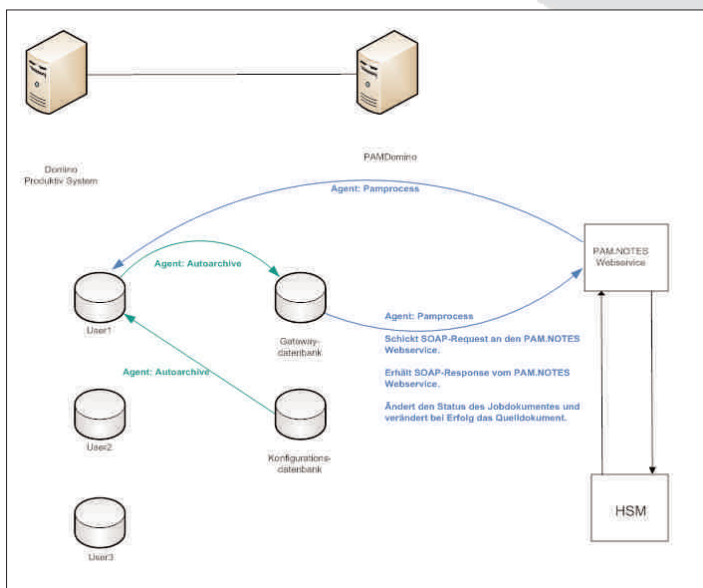 Domino
Produktiv System
PAMDomino
Agent: Pamprocess
PAM.NOTES
Webservice
Agent: Autoarchive
User1
Gateway-
datenbank
Agent: Pamprocess
Schickt SOAP-Request an den PAM.NOTES
Webservice.
Erhält SOAP-Response vom PAM.NOTES
Webservice.
Ändert den Status des Jobdokumentes und
verändert bei Erfolg das Quelldokument.
Agent: Autoarchive
User2
Konfigurations-
datenbank
HSM
User3